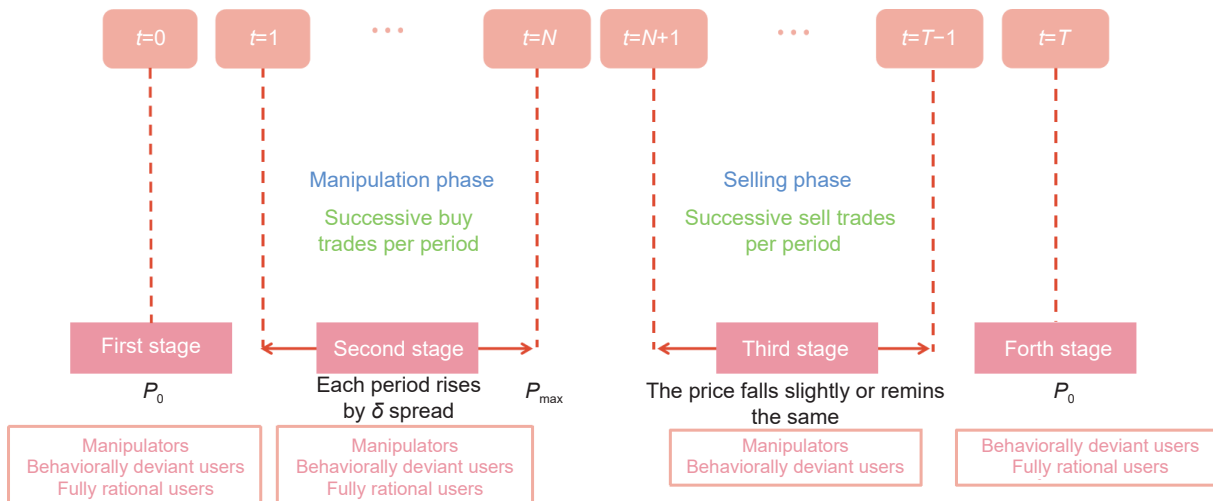 t=0
t=1
...
t=N
t=N+1
...
t=T−1
t=T
Manipulation phase
Successive buy
trades per period
Selling phase
Successive sell trades
per period
First stage
Second stage
Third stage
Forth stage
P0
Each period rises
by δ spread
Pmax
The price falls slightly or remins
the same
P0
Manipulators
Behaviorally deviant users
Fully rational users
Manipulators
Behaviorally deviant users
Fully rational users
Manipulators
Behaviorally deviant users
Behaviorally deviant users
Fully rational users